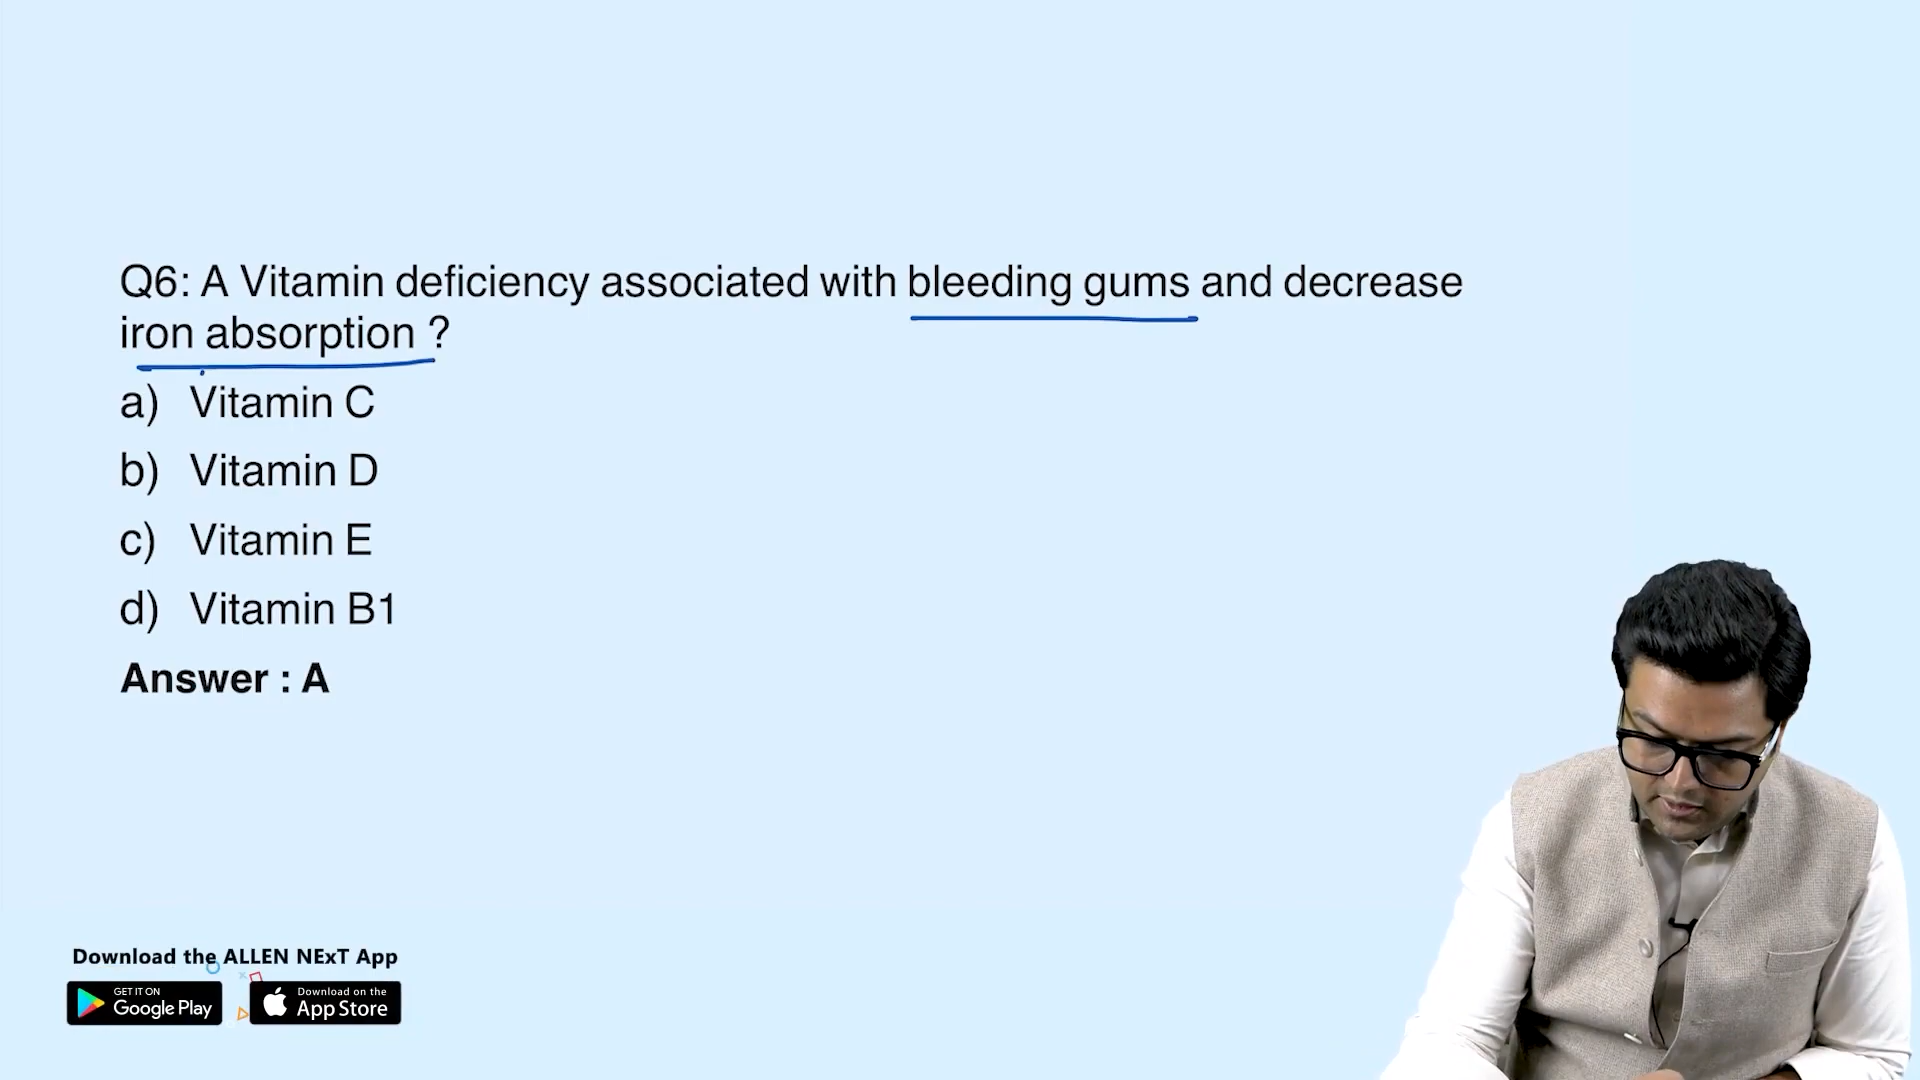 Q6: A Vitamin deficiency associated with bleeding gums and decrease
iron absorption ?
a) Vitamin C
b) Vitamin D
c) Vitamin E
d) Vitamin B1
Answer : A
Download the ALLEN NExT App
GET IT ON
Google Play
Download on the
App Store